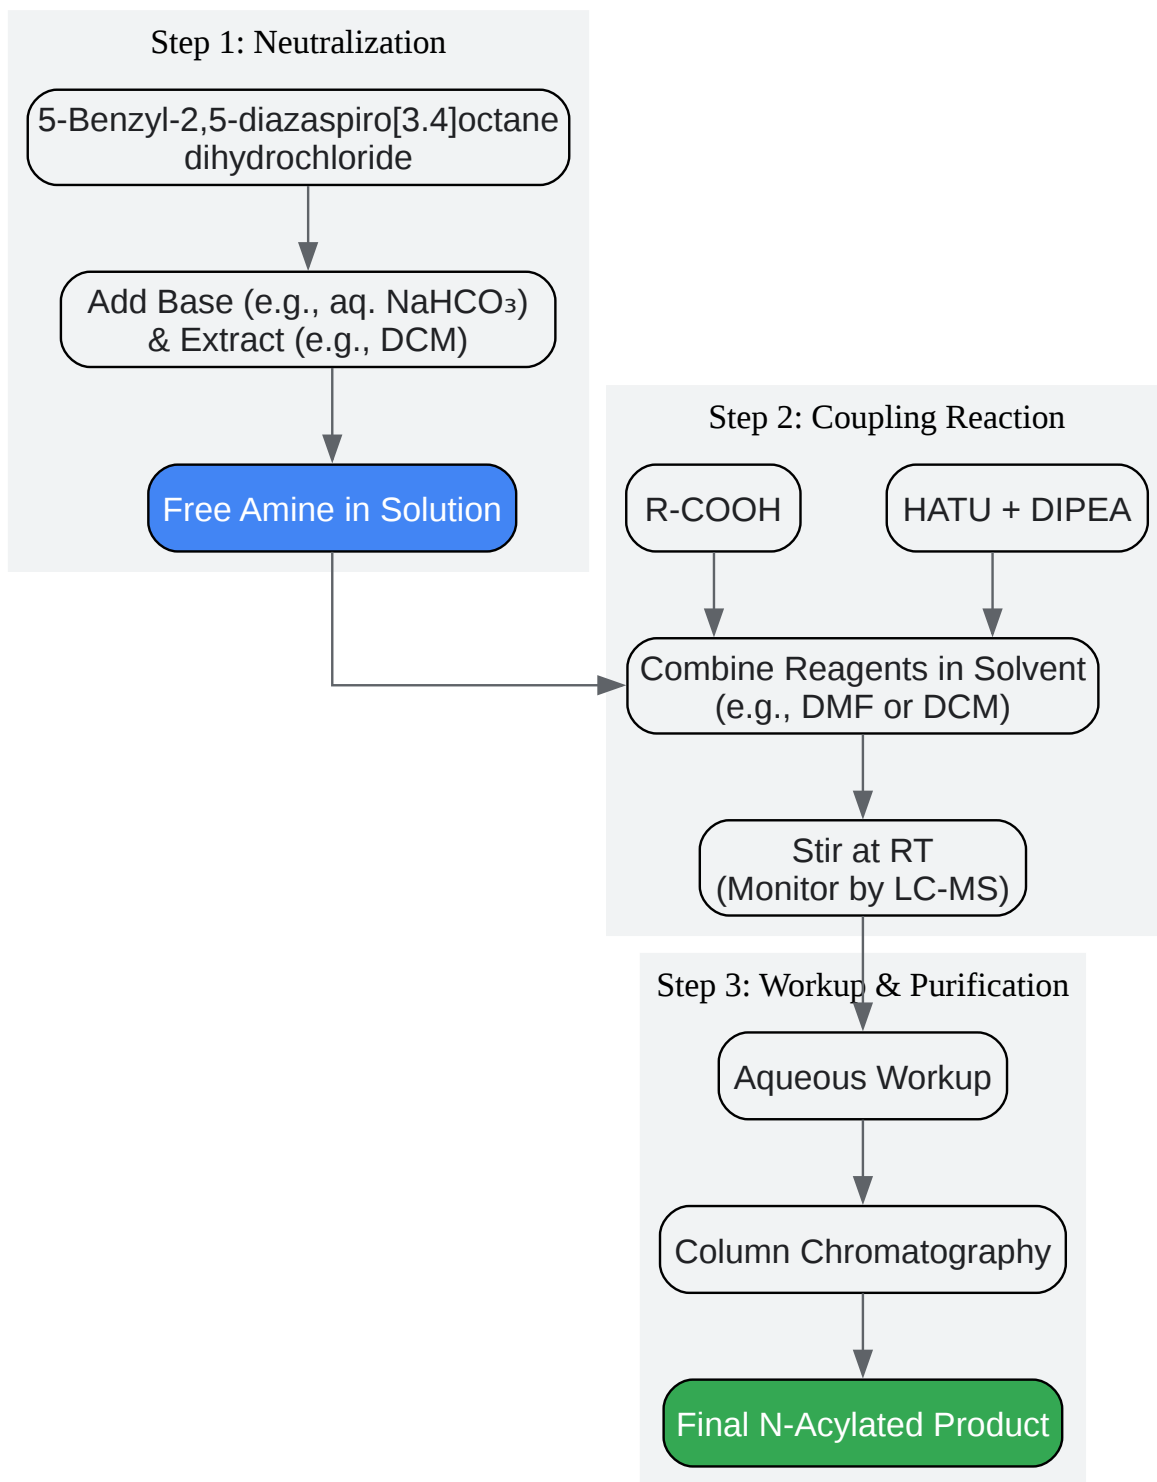 Step 1: Neutralization
5-Benzyl-2,5-diazaspiro[3.4]octane
dihydrochloride
Add Base (e.g., aq. NaHCO₃)
& Extract (e.g., DCM)
Free Amine in Solution
Step 2: Coupling Reaction
R-COOH
HATU + DIPEA
Combine Reagents in Solvent
(e.g., DMF or DCM)
Stir at RT
(Monitor by LC-MS)
Step 3: Workup & Purification
Aqueous Workup
Column Chromatography
Final N-Acylated Product